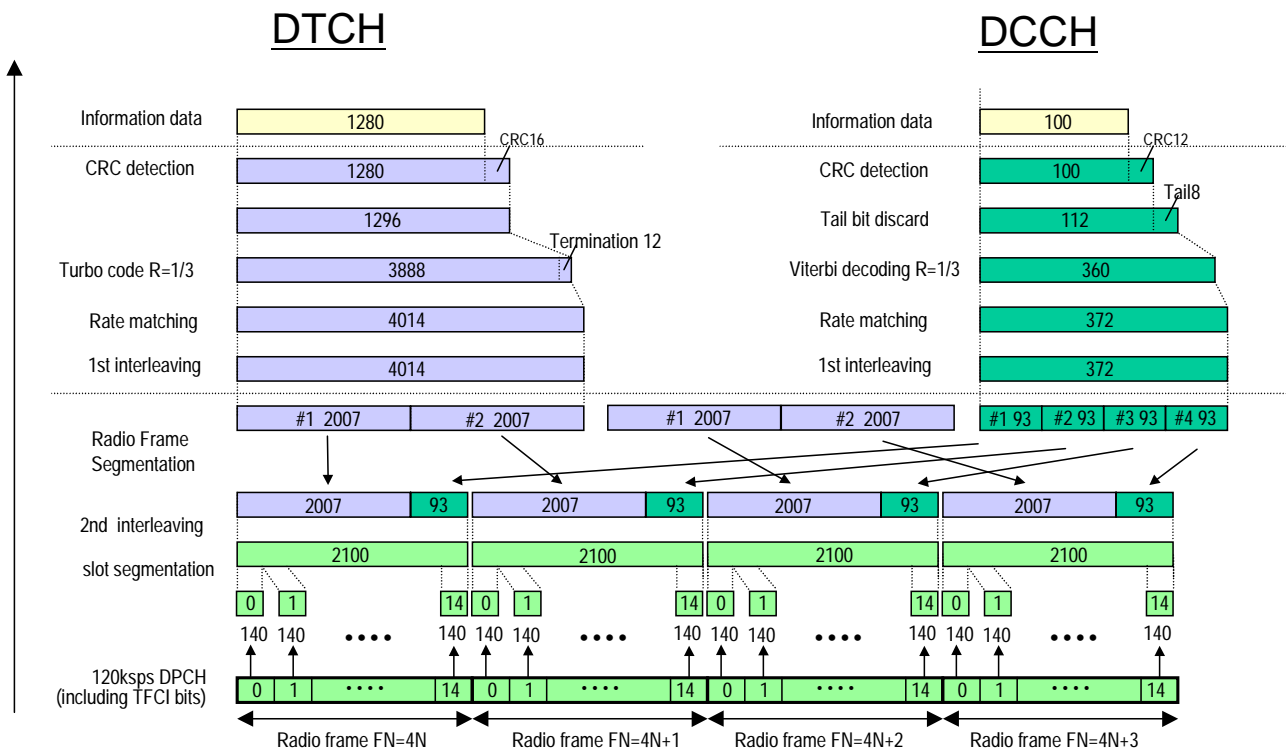 DTCH DCCH
Information data 1280 Information data 100
CRC16 CRC12
CRC detection 1280 CRC detection 100
Tail8
1296 Tail bit discard 112
Termination 12
Turbo code R=1/3 3888 Viterbi decoding R=1/3 360
Rate matching 4014 Rate matching 372
1st interleaving 4014 1st interleaving 372
#1 2007 #2 2007 #1 2007 #2 2007 #1 93 #2 93 #3 93 #4 93
Radio Frame
Segmentation
2007 93 2007 93 2007 93 2007 93
2nd interleaving
2100 2100 2100 2100
slot segmentation
0 1 14 0 1 14 0 1 14 0 1 14
140 140 •••• 140 140 140 •••• 140 140 140 •••• 140 140 140 •••• 140
120ksps DPCH
(including TFCI bits)
0 1 •••• 14 0 1 •••• 14 0 1 •••• 14 0 1 •••• 14
Radio frame FN=4N Radio frame FN=4N+1 Radio frame FN=4N+2 Radio frame FN=4N+3